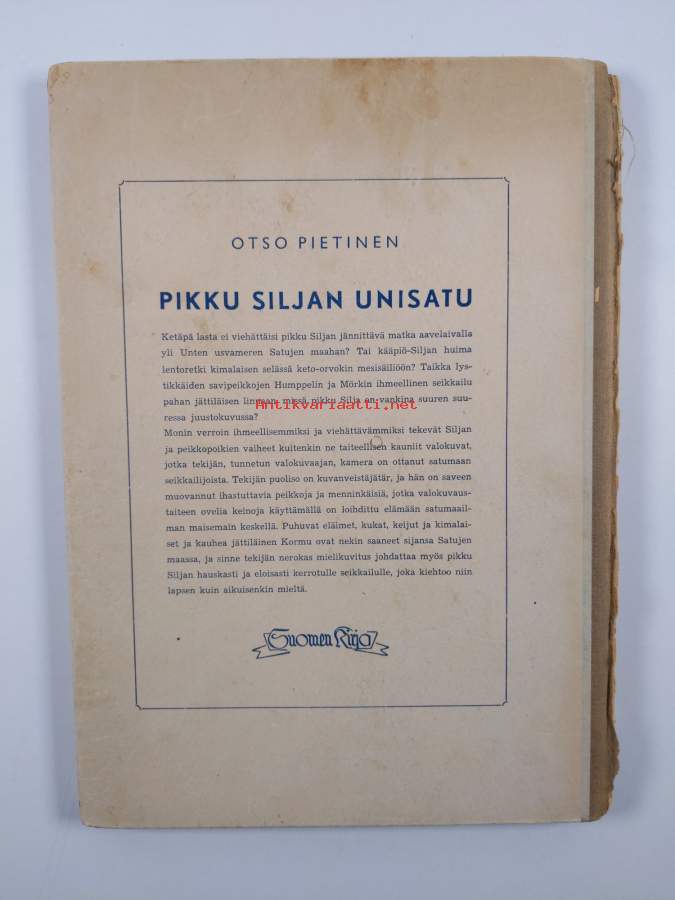 OTSO PIETINEN
PIKKU SILJAN UNISATU
Ketäpä lasta ei viehättäisi pikku Siljan jännittävä matka aavelaivalla
yli Unten usvameren Satujen maahan? Tai kääpiö-Siljan huima
lentoretki kimalaisen selässä keto-orvokin mesisäiliöön? Taikka lys-
tikkäiden savipeikkojen Humppelin ja Mörkin ihmeellinen seikkailu
pahan jättiläisen linnaan, missä pikku Silja on vankina suuren suu-
Antikvariaatti.net
ressa juustokuvussa?
Monin verroin ihmeellisemmiksi ja viehättävämmiksi tekevät Siljan
ja peikkopoikien vaiheet kuitenkin ne taiteellisen kauniit valokuvat,
jotka tekijän, tunnetun valokuvaajan, kamera on ottanut satumaan
seikkailijoista. Tekijän puoliso on kuvanveistäjätär, ja hän on saveen
muovannut ihastuttavia peikkoja ja menninkäisiä, jotka valokuvaus-
taiteen ovelia keinoja käyttämällä on loihdittu elämään satumaail-
man maisemain keskellä. Puhuvat eläimet, kukat, keijut ja kimalai-
set ja kauhea jättiläinen Kormu ovat nekin saaneet sijansa Satujen
maassa, ja sinne tekijän nerokas mielikuvitus johdattaa myös pikku
Siljan hauskasti ja eloisasti kerrotulle seikkailulle, joka kiehtoo niin
lapsen kuin aikuisenkin mieltä.
Suomen Kirja